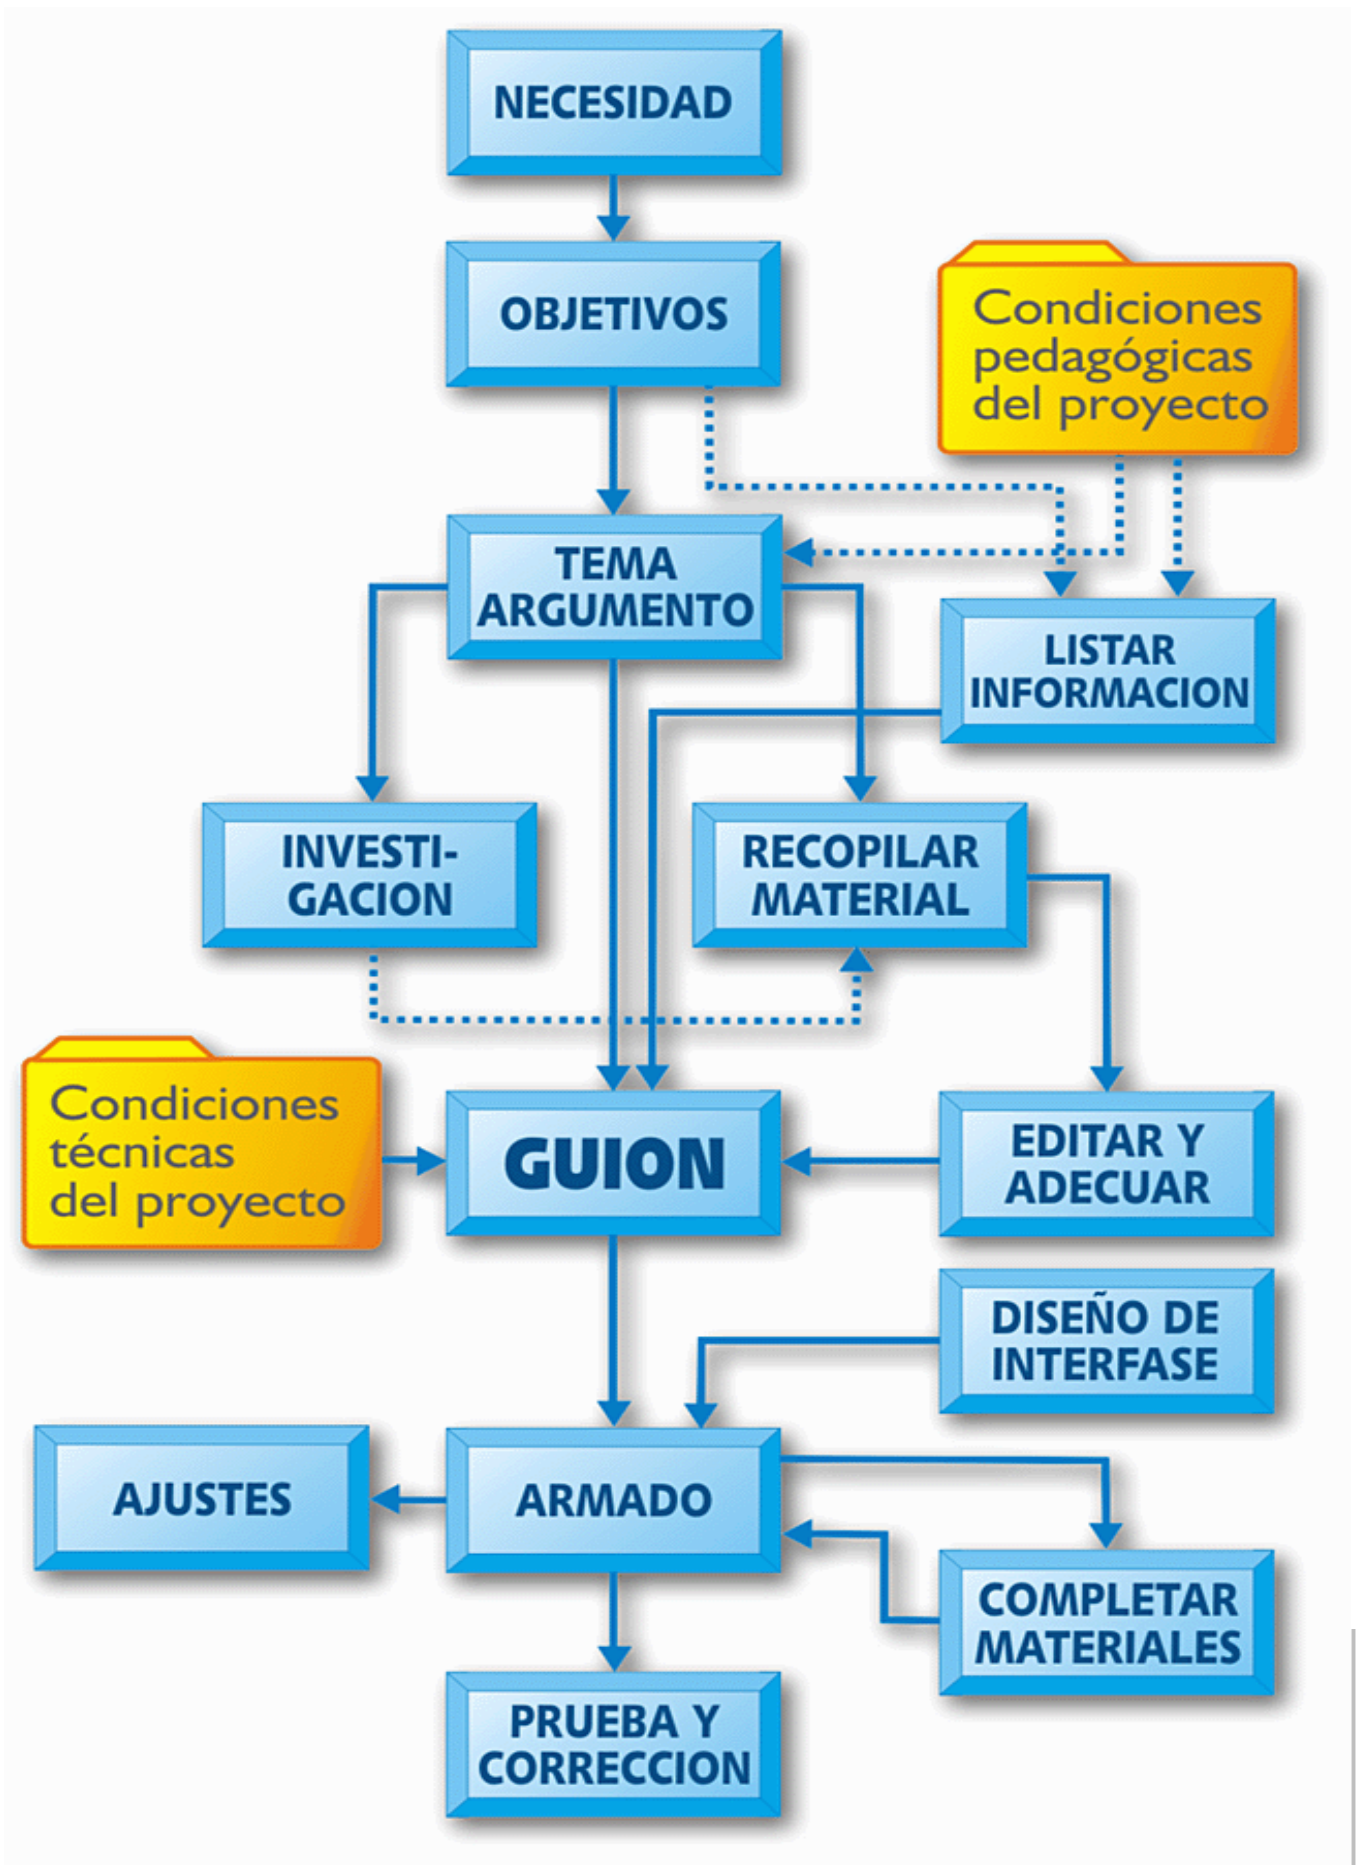 NECESIDAD
OBJETIVOS
Condiciones
pedagógicas
del proyecto
TEMA
ARGUMENTO
LISTAR
INFORMACION
INVESTI-
GACION
RECOPILAR
MATERIAL
Condiciones
técnicas
del proyecto
GUION
EDITAR Y
ADECUAR
DISEÑO DE
INTERFASE
AJUSTES
ARMADO
COMPLETAR
MATERIALES
PRUEBA Y
CORRECCION